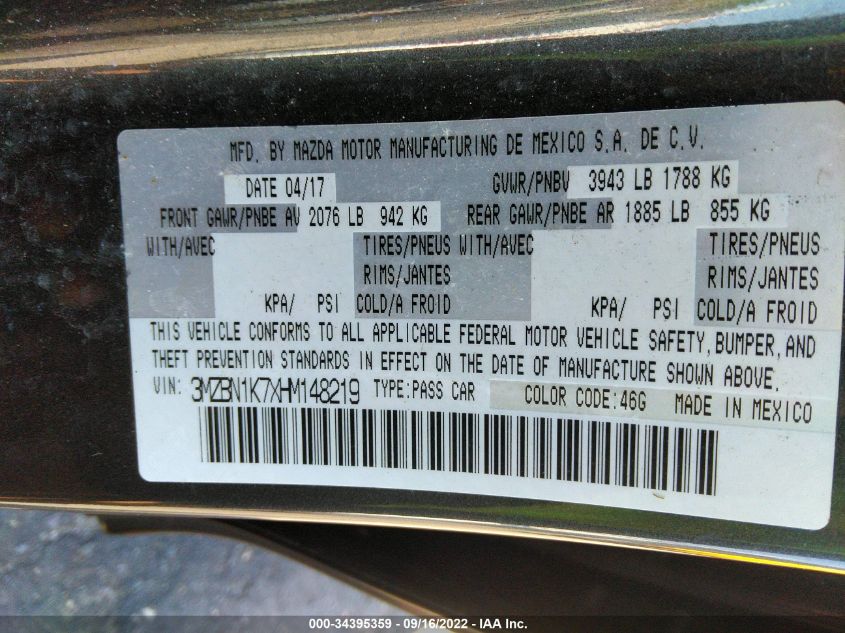 MFD. BY MAZDA MOTOR MANUFACTURING DE MEXICO S.A. DE C.V.
DATE 04/17 GVWR/PNBV 3943 LB 1788 KG
FRONT GAWR/PNBE AV 2076 LB 942 KG REAR GAWR/PNBE AR 1885 LB 855 KG
WITH/AVEC TIRES/PNEUS WITH/AVEC TIRES/PNEUS
RIMS/JANTES RIMS/JANTES
KPA/ PSI COLD/A FROID KPA/ PSI COLD/A FROID
THIS VEHICLE CONFORMS TO ALL APPLICABLE FEDERAL MOTOR VEHICLE SAFETY, BUMPER, AND
THEFT PREVENTION STANDARDS IN EFFECT ON THE DATE OF MANUFACTURE SHOWN ABOVE.
VIN: 3MZBN1K7XHM148219 TYPE:PASS CAR COLOR CODE:46G MADE IN MEXICO
000-34395359 - 09/16/2022 - IAA Inc.